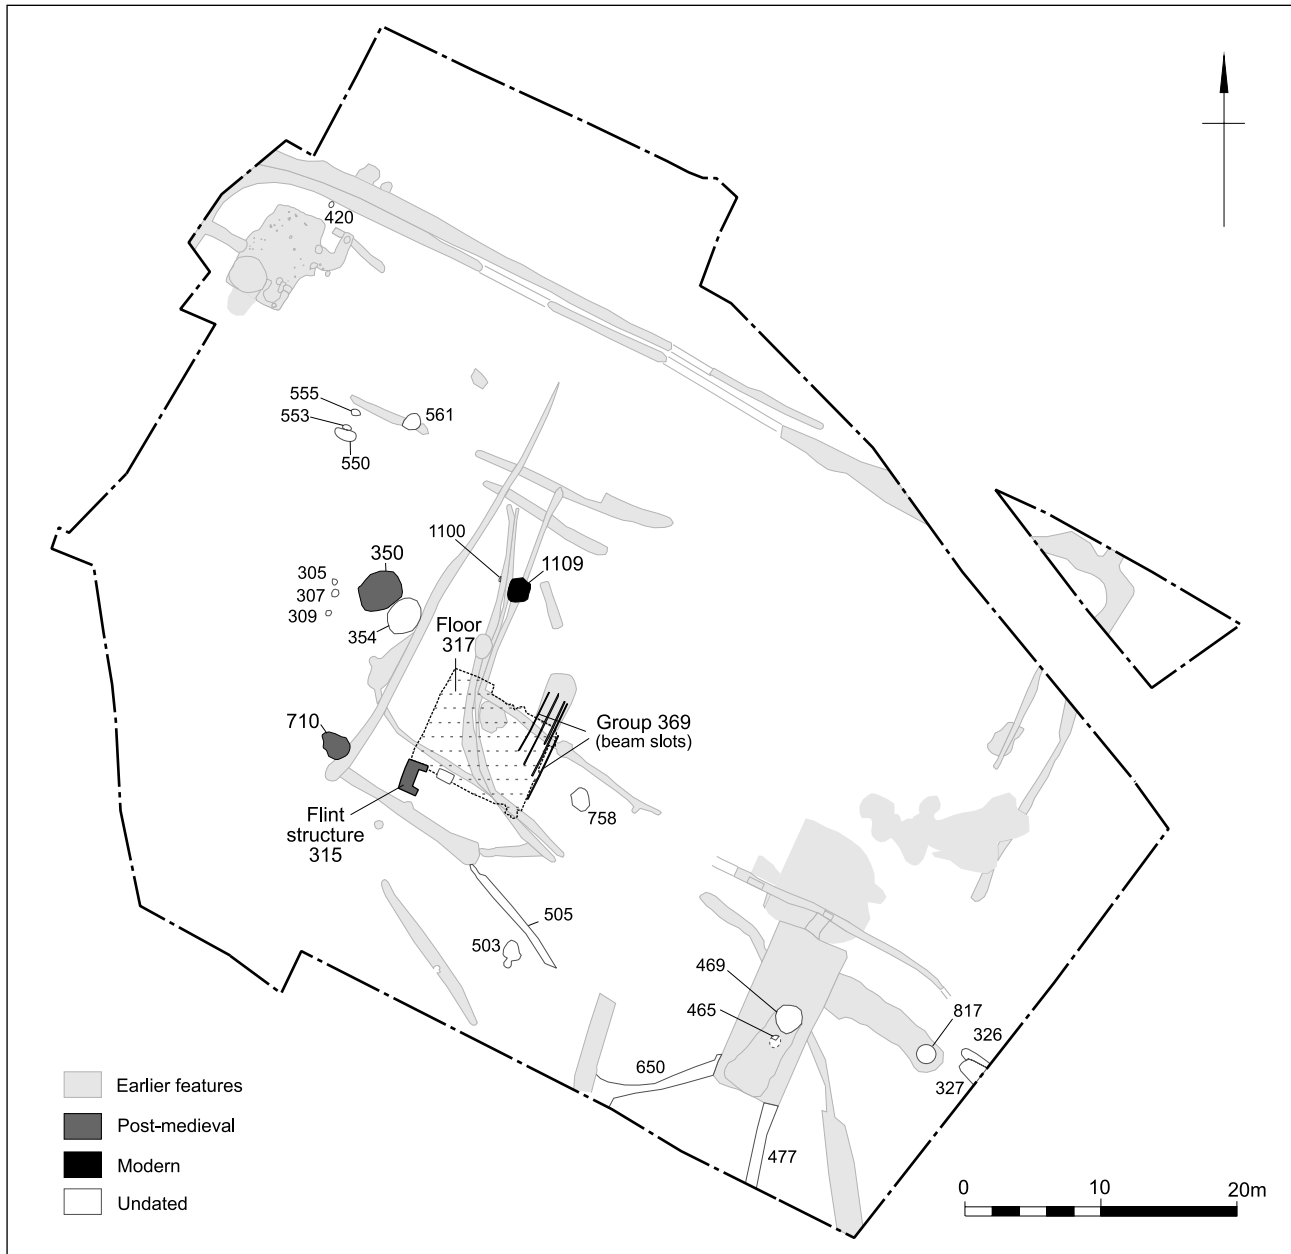 420
555
553
550
561
1100
1109
350
305
307
309
354
Floor
317
710
Group 369
(beam slots)
Flint
structure
315
758
505
503
469
465
817
326
327
650
477
Earlier features
Post-medieval
Modern
Undated
0 10 20m